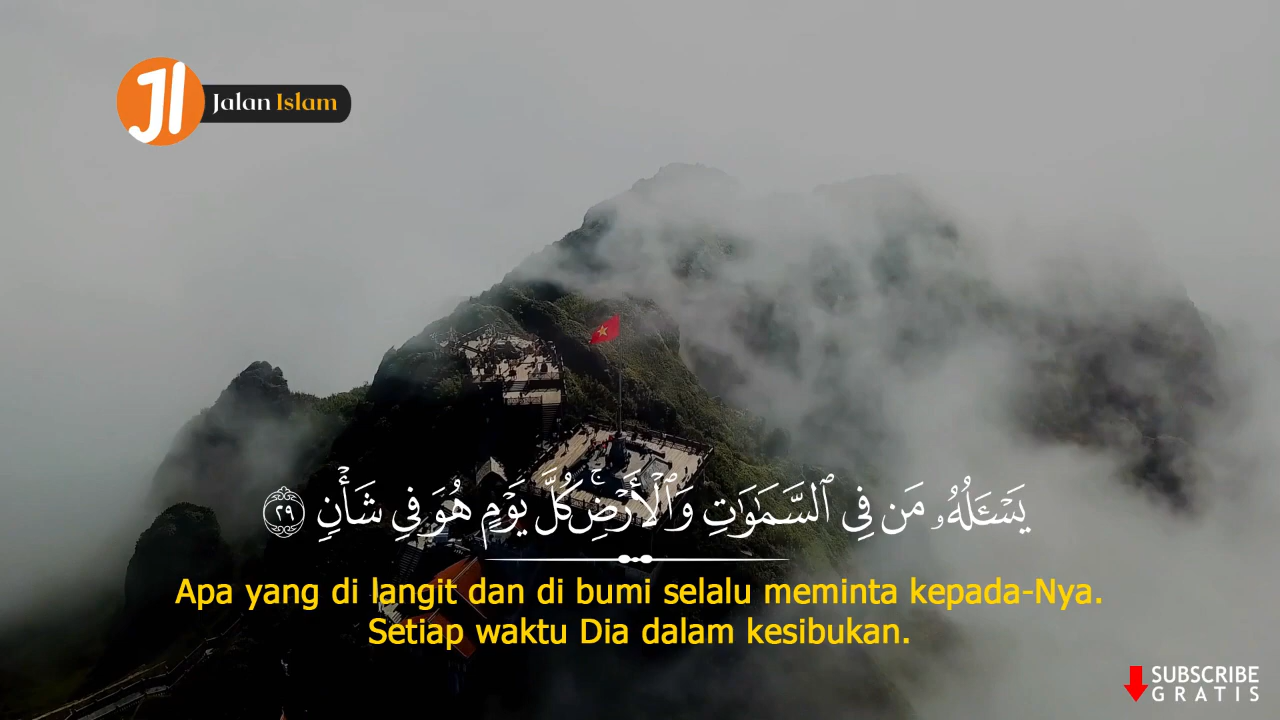 JI
Jalan Islam
يَسْـَٔلُهُۥ مَن فِى ٱلسَّمَـٰوَٰتِ وَٱلْأَرْضِ ۚ كُلَّ يَوْمٍ هُوَ فِى شَأْنٍ ٢٩
Apa yang di langit dan di bumi selalu meminta kepada-Nya.
Setiap waktu Dia dalam kesibukan.
SUBSCRIBE
GRATIS